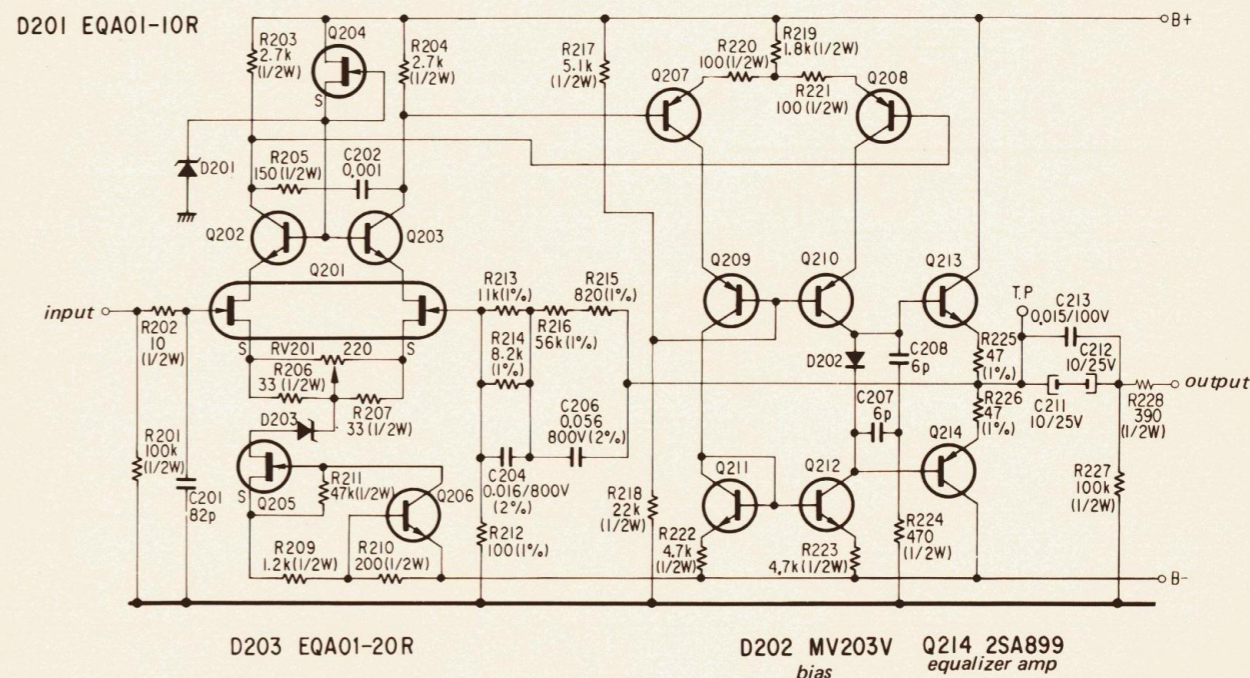 D201 EQA01-10R
B+
R203
2.7k
(1/2W)
Q204
S
R204
2.7k
(1/2W)
R217
5.1k
(1/2W)
R220
100(1/2W)
R219
1.8k(1/2W)
R221
100(1/2W)
Q207
Q208
D201
R205
150(1/2W)
C202
0,001
Q202
Q203
Q201
Q209
Q210
Q213
input
R202
10
(1/2W)
R213
11k(1%)
R215
820(1%)
R216
56k(1%)
R214
8.2k
(1%)
T.P
C213
0,015/100V
C212
10/25V
C211
10/25V
output
R228
390
(1/2W)
S
RV201
220
S
R206
33(1/2W)
R207
33(1/2W)
D203
D202
C208
6p
C207
6p
R225
47
(1%)
R226
47
(1%)
C206
0.056
800V(2%)
Q214
R201
100k
(1/2W)
C201
82p
S
Q205
R211
47k(1/2W)
Q206
C204
0.016/800V
(2%)
R218
22k
(1/2W)
Q211
Q212
R227
100k
(1/2W)
R209
1.2k(1/2W)
R210
200(1/2W)
R212
100(1%)
R222
4.7k
(1/2W)
R223
4,7k(1/2W)
R224
470
(1/2W)
B-
D203 EQA01-20R
D202 MV203V
bias
Q214 2SA899
equalizer amp